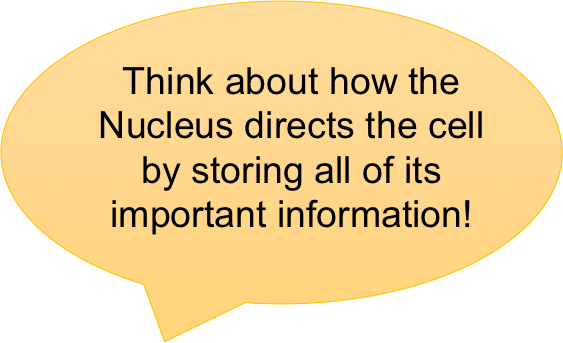 Think about how the
Nucleus directs the cell
by storing all of its
important information!